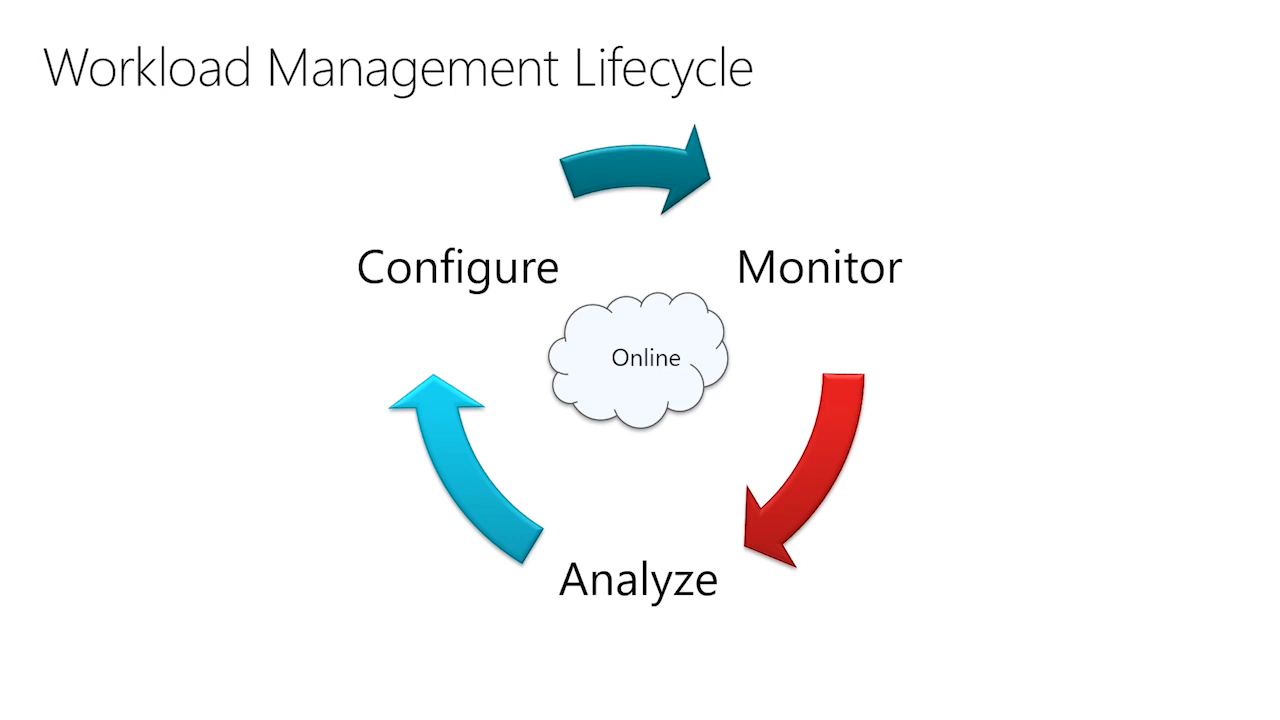 Workload Management Lifecycle
Configure
Monitor
Online
Analyze